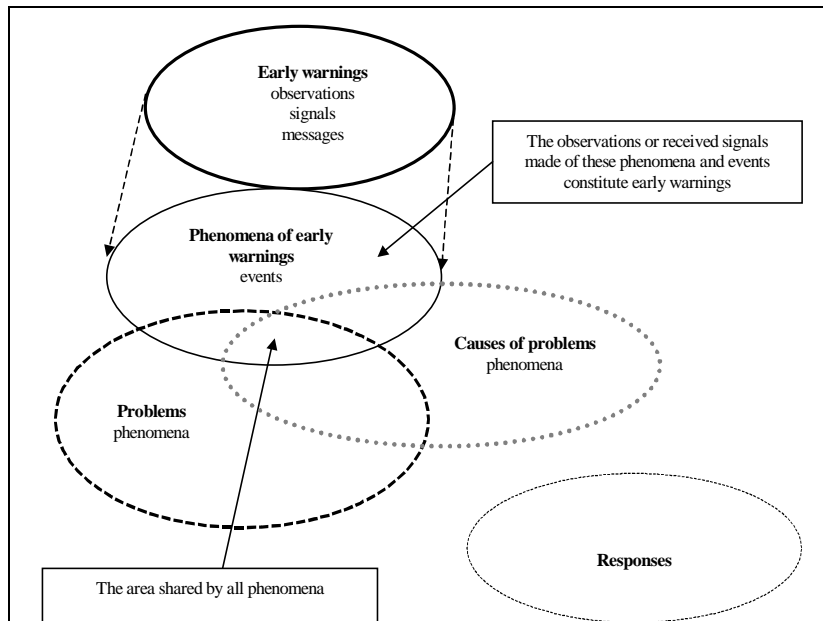 Early warnings
observations
signals
messages
The observations or received signals
made of these phenomena and events
constitute early warnings
Phenomena of early
warnings
events
Causes of problems
phenomena
Problems
phenomena
Responses
The area shared by all phenomena